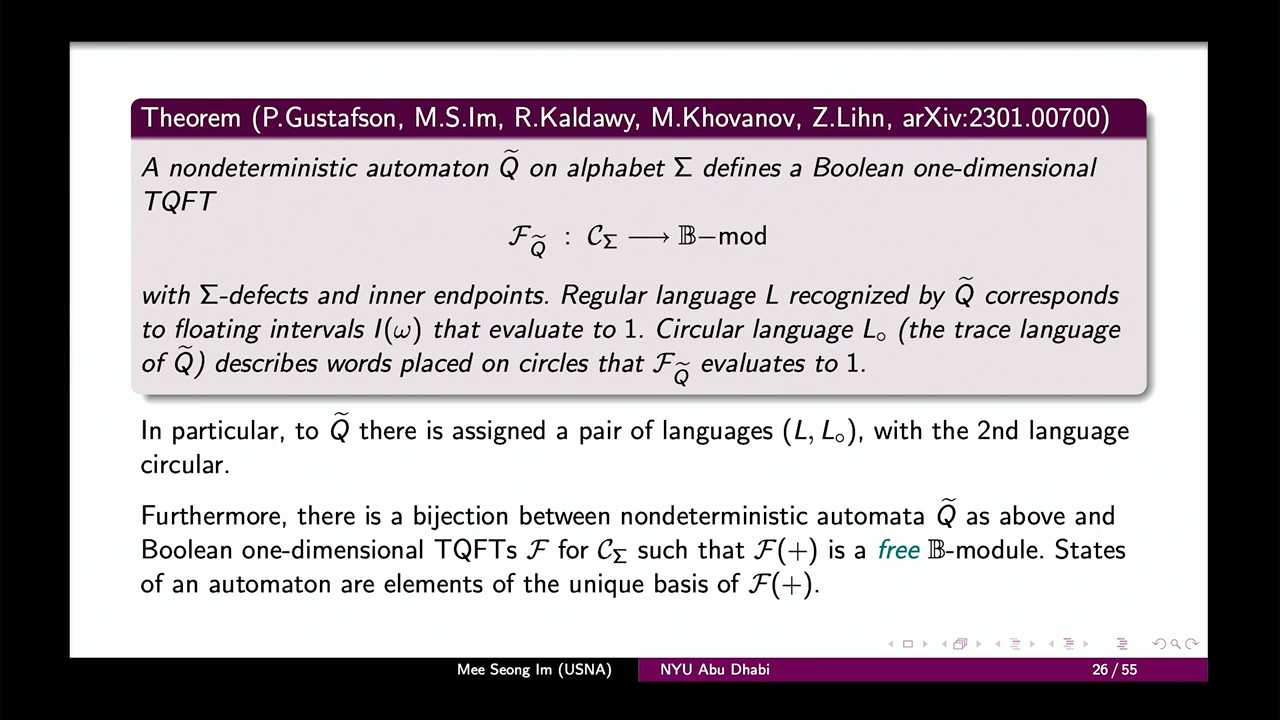 Theorem (P.Gustafson, M.S.Im, R.Kaldawy, M.Khovanov, Z.Lihn, arXiv:2301.00700)
A nondeterministic automaton Q̃ on alphabet Σ defines a Boolean one-dimensional
TQFT
ℱ_Q̃ : 𝒞_Σ ⟶ 𝔹−mod
with Σ-defects and inner endpoints. Regular language L recognized by Q̃ corresponds
to floating intervals I(ω) that evaluate to 1. Circular language L∘ (the trace language
of Q̃) describes words placed on circles that ℱ_Q̃ evaluates to 1.
In particular, to Q̃ there is assigned a pair of languages (L, L∘), with the 2nd language
circular.
Furthermore, there is a bijection between nondeterministic automata Q̃ as above and
Boolean one-dimensional TQFTs ℱ for 𝒞_Σ such that ℱ(+) is a free 𝔹-module. States
of an automaton are elements of the unique basis of ℱ(+).
Mee Seong Im (USNA) NYU Abu Dhabi 26 / 55